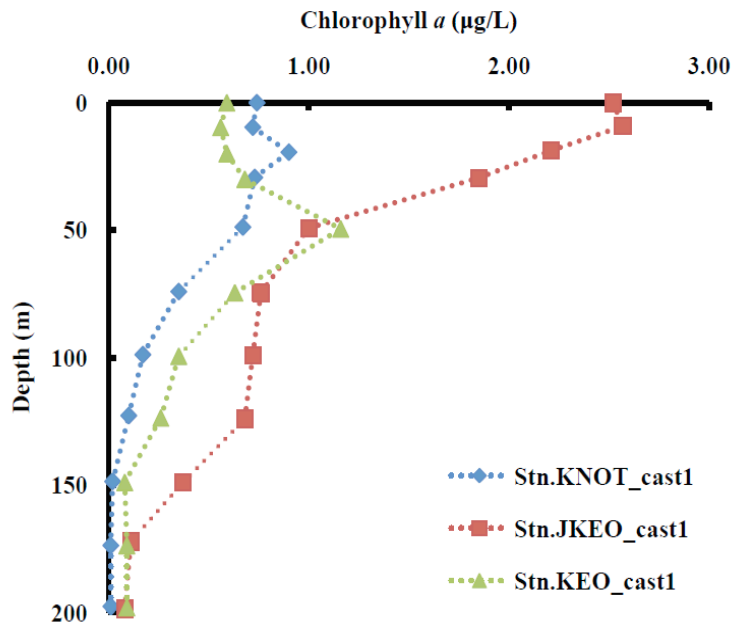 Chlorophyll a (µg/L)
0.00 1.00 2.00 3.00
0
50
100
150
200
Depth (m)
Stn.KNOT_cast1
Stn.JKEO_cast1
Stn.KEO_cast1